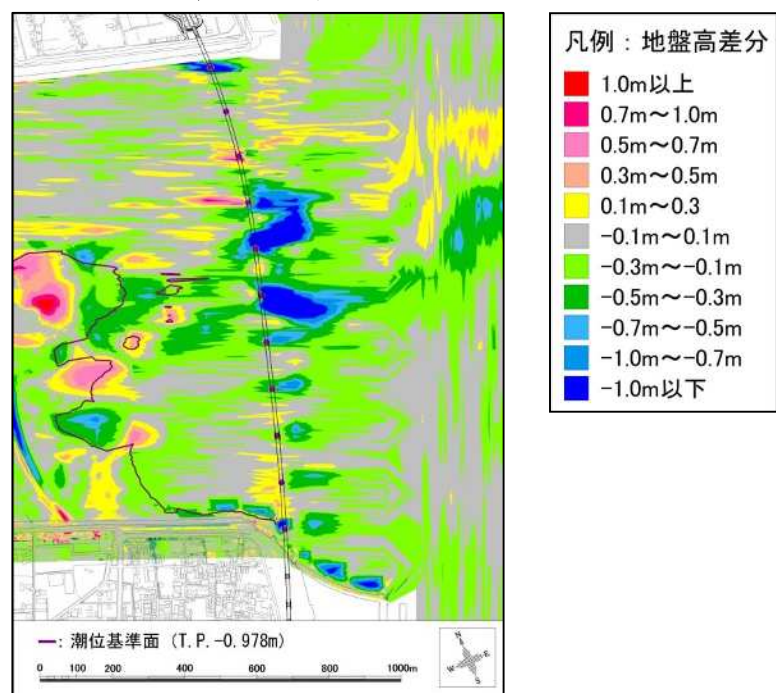 凡例：地盤高差分
1.0m以上
0.7m～1.0m
0.5m～0.7m
0.3m～0.5m
0.1m～0.3
-0.1m～0.1m
-0.3m～-0.1m
-0.5m～-0.3m
-0.7m～-0.5m
-1.0m～-0.7m
-1.0m以下
━: 潮位基準面 (T.P.-0.978m)
0 100 200 400 600 800 1000m
N
W E
S